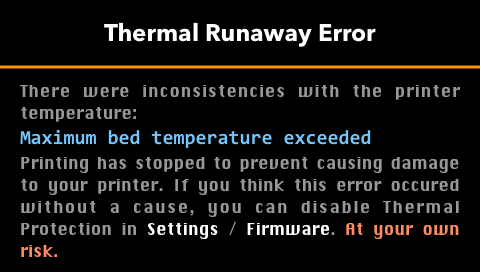 Thermal Runaway Error
There were inconsistencies with the printer
temperature:
Maximum bed temperature exceeded
Printing has stopped to prevent causing damage
to your printer. If you think this error occured
without a cause, you can disable Thermal
Protection in Settings / Firmware. At your own
risk.